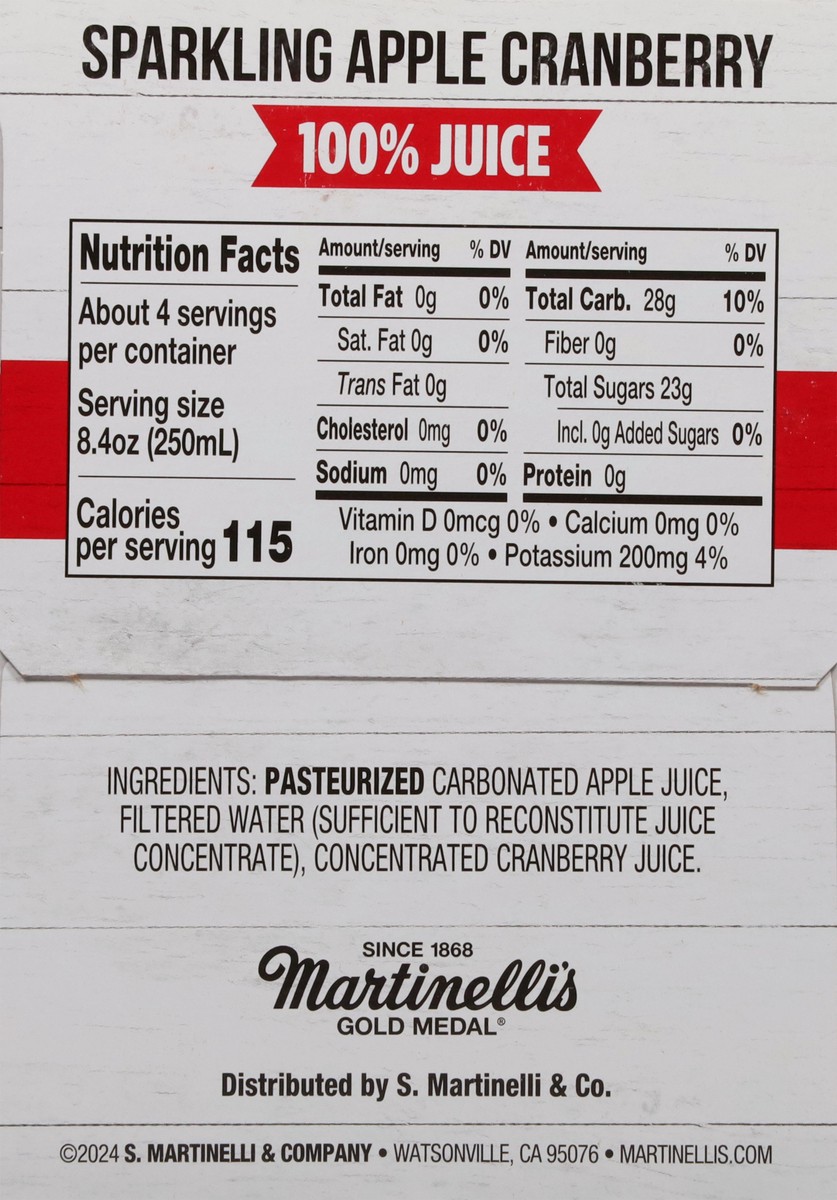 SPARKLING APPLE CRANBERRY
100% JUICE
Nutrition Facts
About 4 servings
per container
Serving size
8.4oz (250mL)
Calories
per serving 115
Amount/serving % DV
Total Fat 0g 0%
Sat. Fat 0g 0%
Trans Fat 0g
Cholesterol 0mg 0%
Sodium 0mg 0%
Amount/serving % DV
Total Carb. 28g 10%
Fiber 0g 0%
Total Sugars 23g
Incl. 0g Added Sugars 0%
Protein 0g
Vitamin D 0mcg 0% • Calcium 0mg 0%
Iron 0mg 0% • Potassium 200mg 4%
INGREDIENTS: PASTEURIZED CARBONATED APPLE JUICE,
FILTERED WATER (SUFFICIENT TO RECONSTITUTE JUICE
CONCENTRATE), CONCENTRATED CRANBERRY JUICE.
SINCE 1868
Martinelli's
GOLD MEDAL®
Distributed by S. Martinelli & Co.
©2024 S. MARTINELLI & COMPANY • WATSONVILLE, CA 95076 • MARTINELLIS.COM